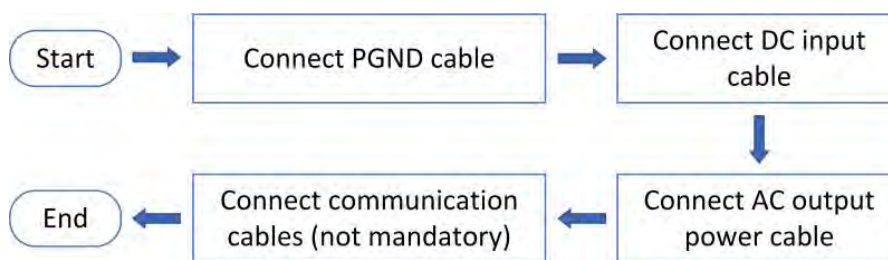 Start
Connect PGND cable
Connect DC input
cable
Connect AC output
power cable
Connect communication
cables (not mandatory)
End